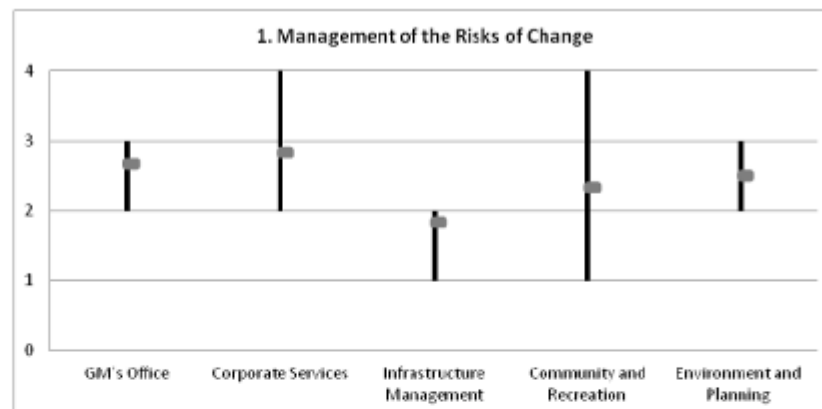 1. Management of the Risks of Change
4
3
2
1
0
GM's Office
Corporate Services
Infrastructure
Management
Community and
Recreation
Environment and
Planning